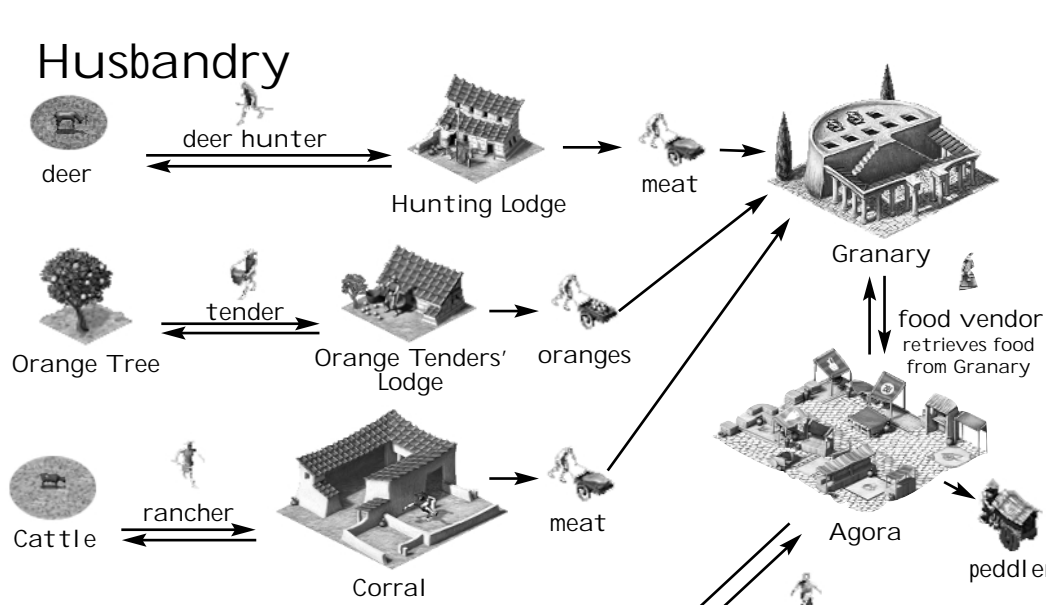 Husbandry
deer hunter
deer
meat
Hunting Lodge
Granary
tender
food vendor
retrieves food
from Granary
Orange Tree
Orange Tenders'
Lodge
oranges
rancher
Cattle
meat
Agora
Corral